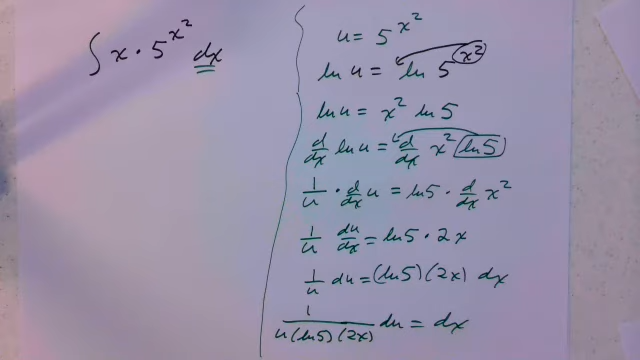 ∫ x · 5^x² dx
u = 5^x²
ln u = ln 5^x²
ln u = x² ln 5
d/dx ln u = d/dx x² ln 5
1/u · d/dx u = ln 5 · d/dx x²
1/u du/dx = ln 5 · 2x
1/u du = (ln 5)(2x) dx
1/(u(ln 5)(2x)) du = dx